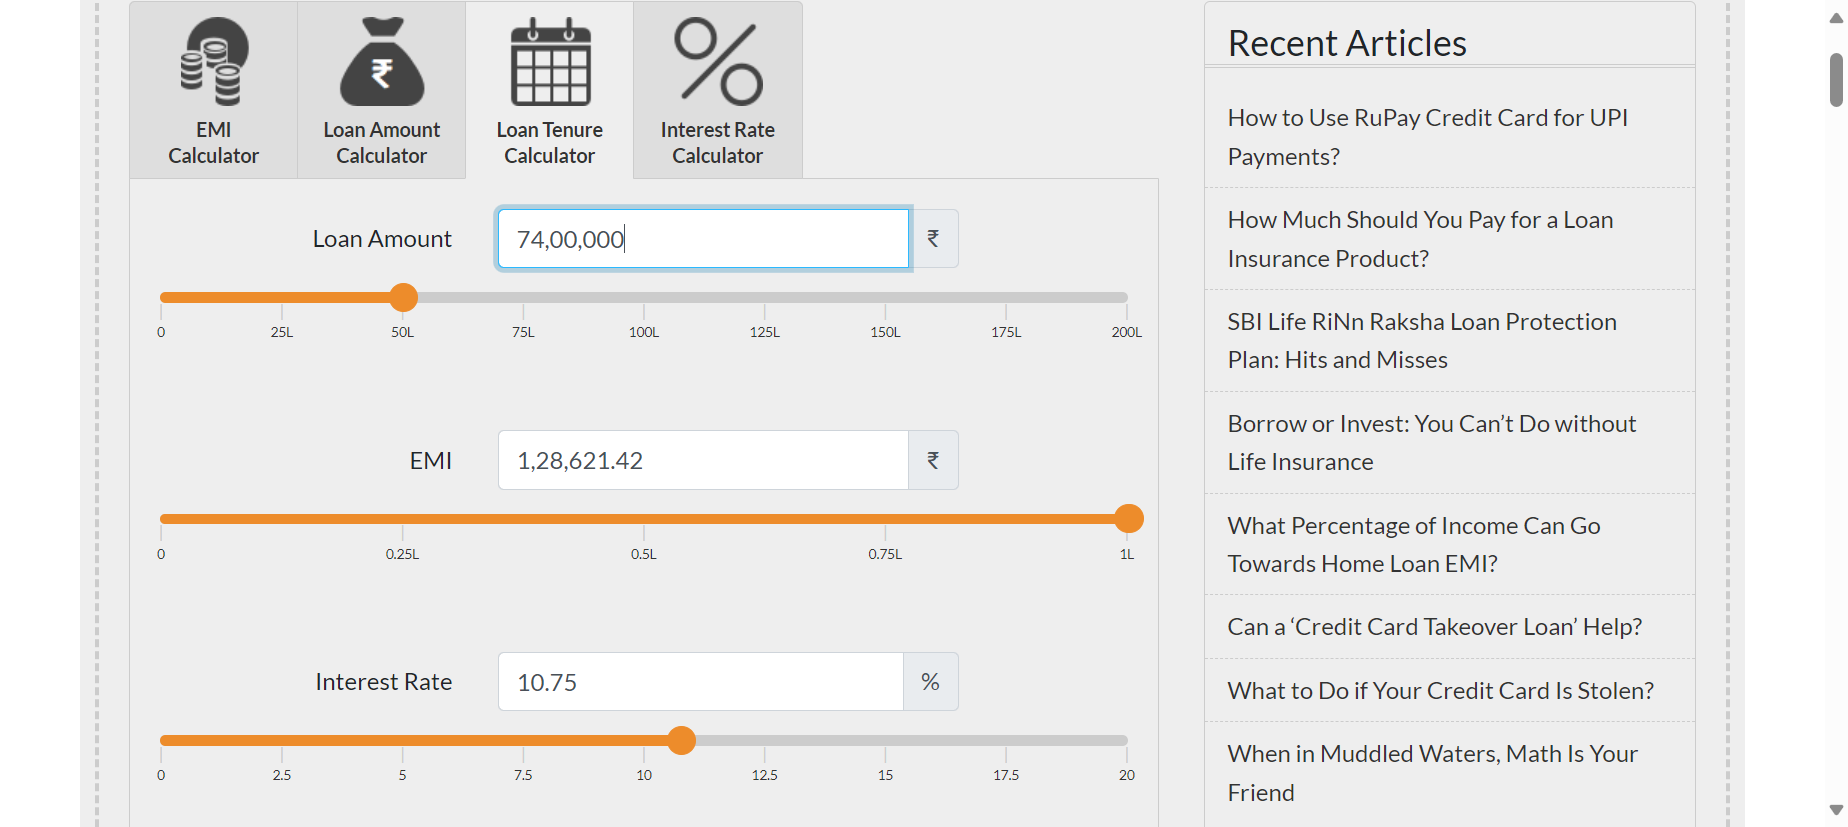 EMI
Calculator
Loan Amount
Calculator
Loan Tenure
Calculator
Interest Rate
Calculator
Loan Amount
74,00,000
₹
0 25L 50L 75L 100L 125L 150L 175L 200L
EMI
1,28,621.42
₹
0 0.25L 0.5L 0.75L 1L
Interest Rate
10.75
%
0 2.5 5 7.5 10 12.5 15 17.5 20
Recent Articles
How to Use RuPay Credit Card for UPI
Payments?
How Much Should You Pay for a Loan
Insurance Product?
SBI Life RiNn Raksha Loan Protection
Plan: Hits and Misses
Borrow or Invest: You Can’t Do without
Life Insurance
What Percentage of Income Can Go
Towards Home Loan EMI?
Can a ‘Credit Card Takeover Loan’ Help?
What to Do if Your Credit Card Is Stolen?
When in Muddled Waters, Math Is Your
Friend